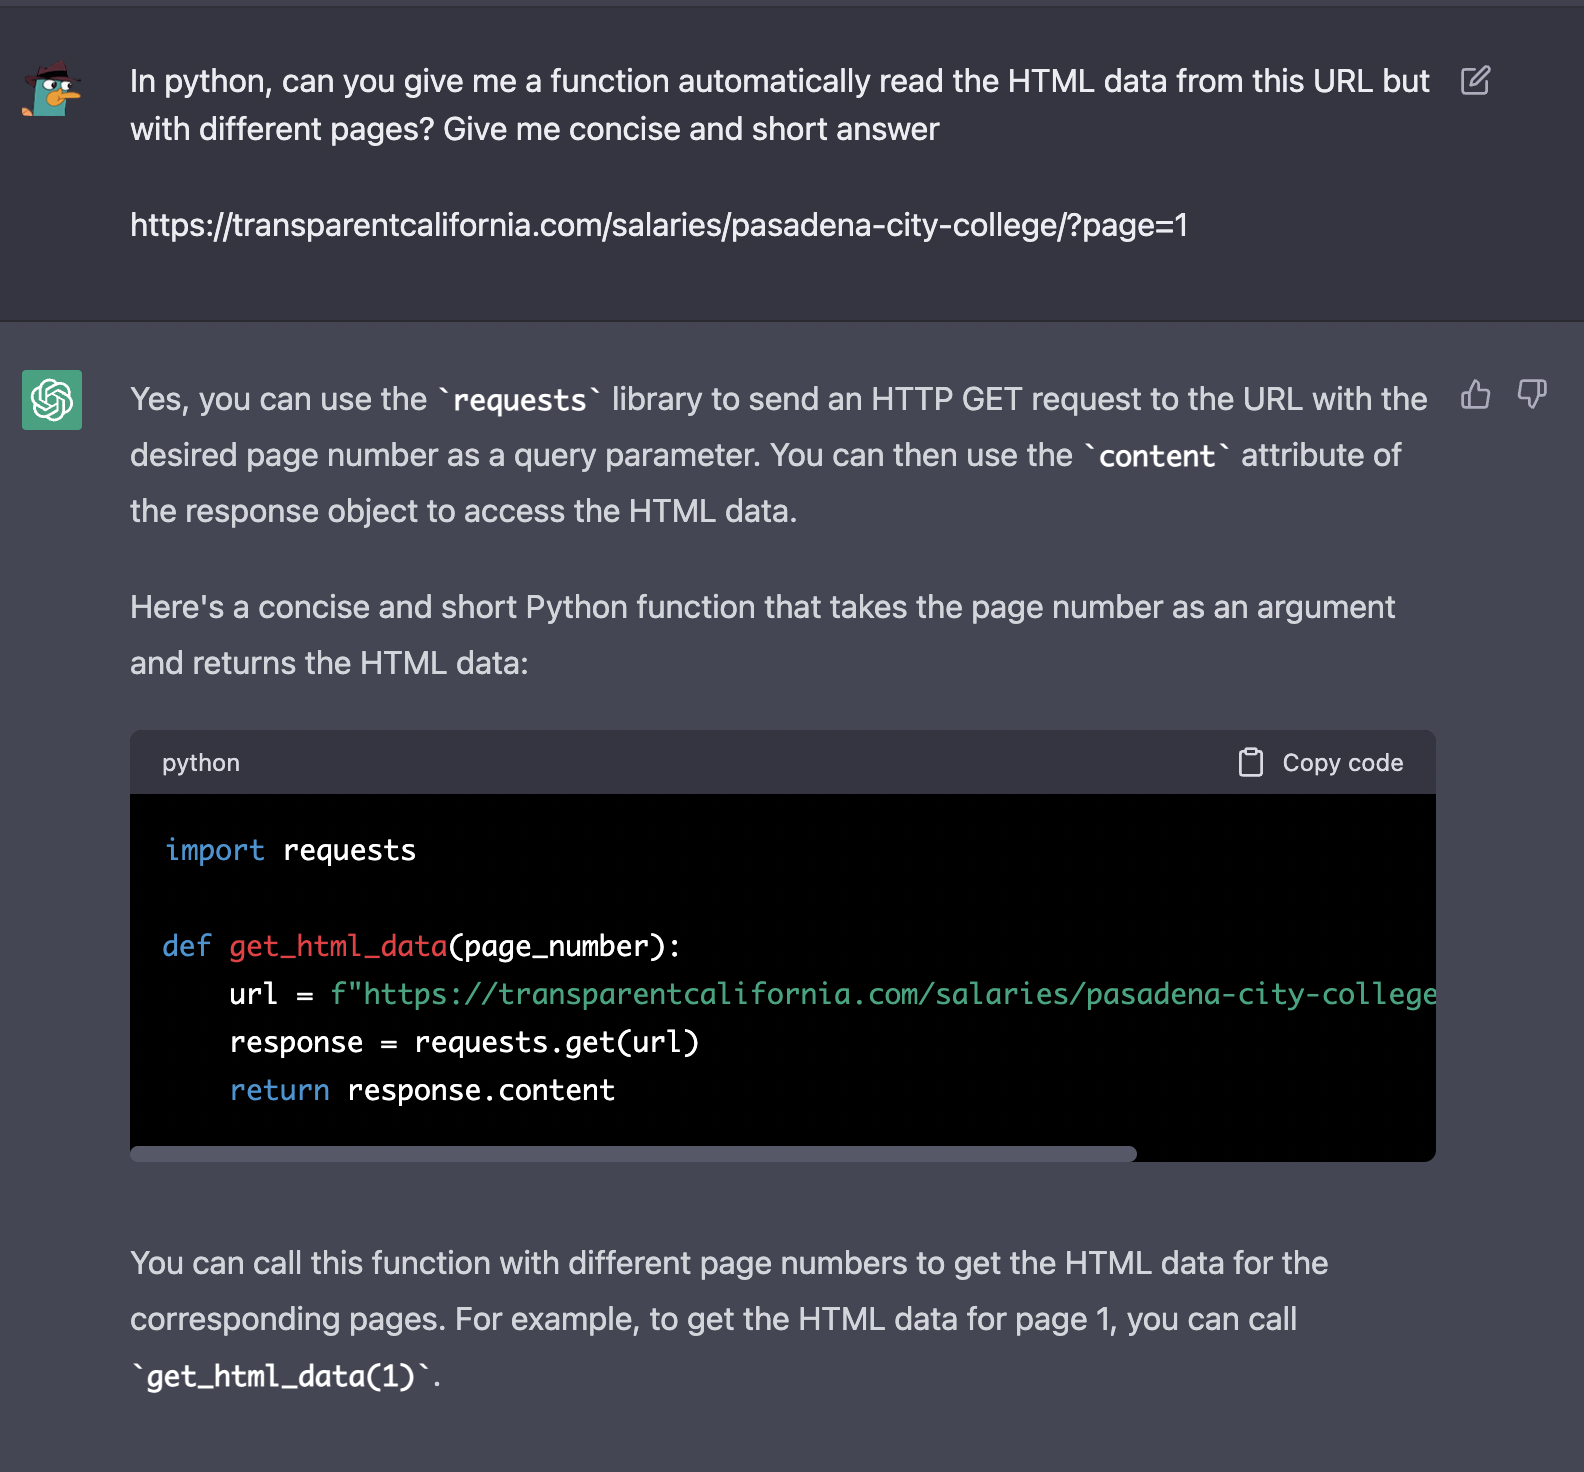 In python, can you give me a function automatically read the HTML data from this URL but
with different pages? Give me concise and short answer
https://transparentcalifornia.com/salaries/pasadena-city-college/?page=1
Yes, you can use the `requests` library to send an HTTP GET request to the URL with the
desired page number as a query parameter. You can then use the `content` attribute of
the response object to access the HTML data.
Here's a concise and short Python function that takes the page number as an argument
and returns the HTML data:
python Copy code
import requests
def get_html_data(page_number):
    url = f"https://transparentcalifornia.com/salaries/pasadena-city-college
    response = requests.get(url)
    return response.content
You can call this function with different page numbers to get the HTML data for the
corresponding pages. For example, to get the HTML data for page 1, you can call
`get_html_data(1)`.